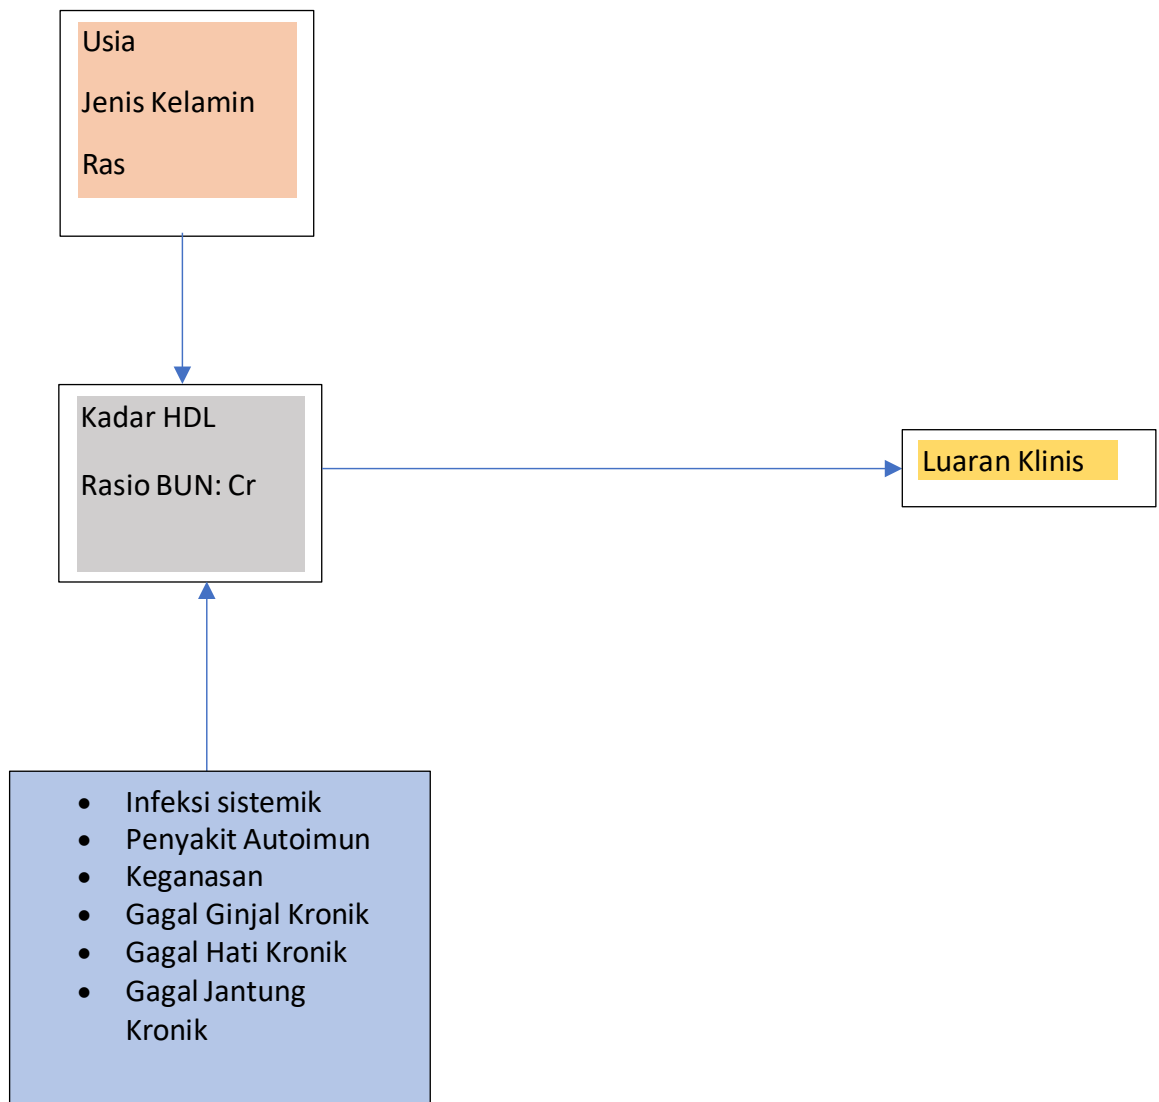 Usia
Jenis Kelamin
Ras
Kadar HDL
Rasio BUN: Cr
Luaran Klinis
• Infeksi sistemik
• Penyakit Autoimun
• Keganasan
• Gagal Ginjal Kronik
• Gagal Hati Kronik
• Gagal Jantung
Kronik